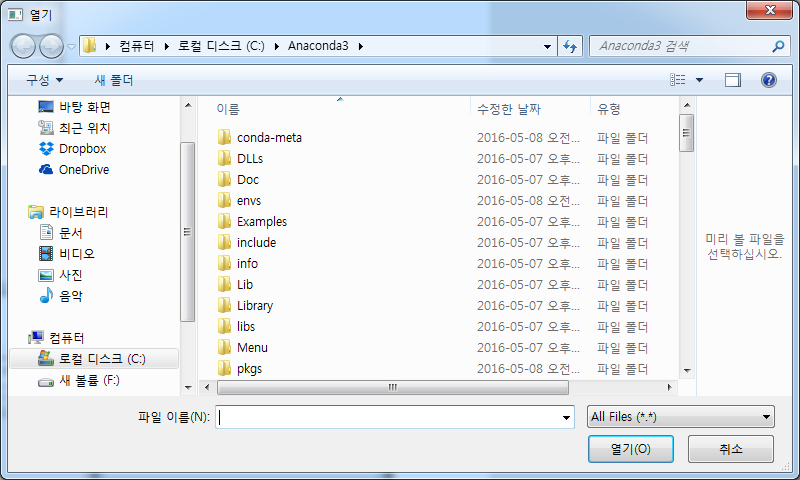 열기
컴퓨터 로컬 디스크 (C:) Anaconda3
Anaconda3 검색
구성 새 폴더
바탕 화면
최근 위치
Dropbox
OneDrive
라이브러리
문서
비디오
사진
음악
컴퓨터
로컬 디스크 (C:)
새 볼륨 (F:)
이름 수정한 날짜 유형
conda-meta 2016-05-08 오전... 파일 폴더
DLLs 2016-05-07 오후... 파일 폴더
Doc 2016-05-07 오후... 파일 폴더
envs 2016-05-08 오전... 파일 폴더
Examples 2016-05-07 오후... 파일 폴더
include 2016-05-07 오후... 파일 폴더
info 2016-05-07 오후... 파일 폴더
Lib 2016-05-07 오후... 파일 폴더
Library 2016-05-07 오후... 파일 폴더
libs 2016-05-07 오후... 파일 폴더
Menu 2016-05-07 오후... 파일 폴더
pkgs 2016-05-08 오전... 파일 폴더
미리 볼 파일을
선택하십시오.
파일 이름(N):
All Files (*.*)
열기(O) 취소